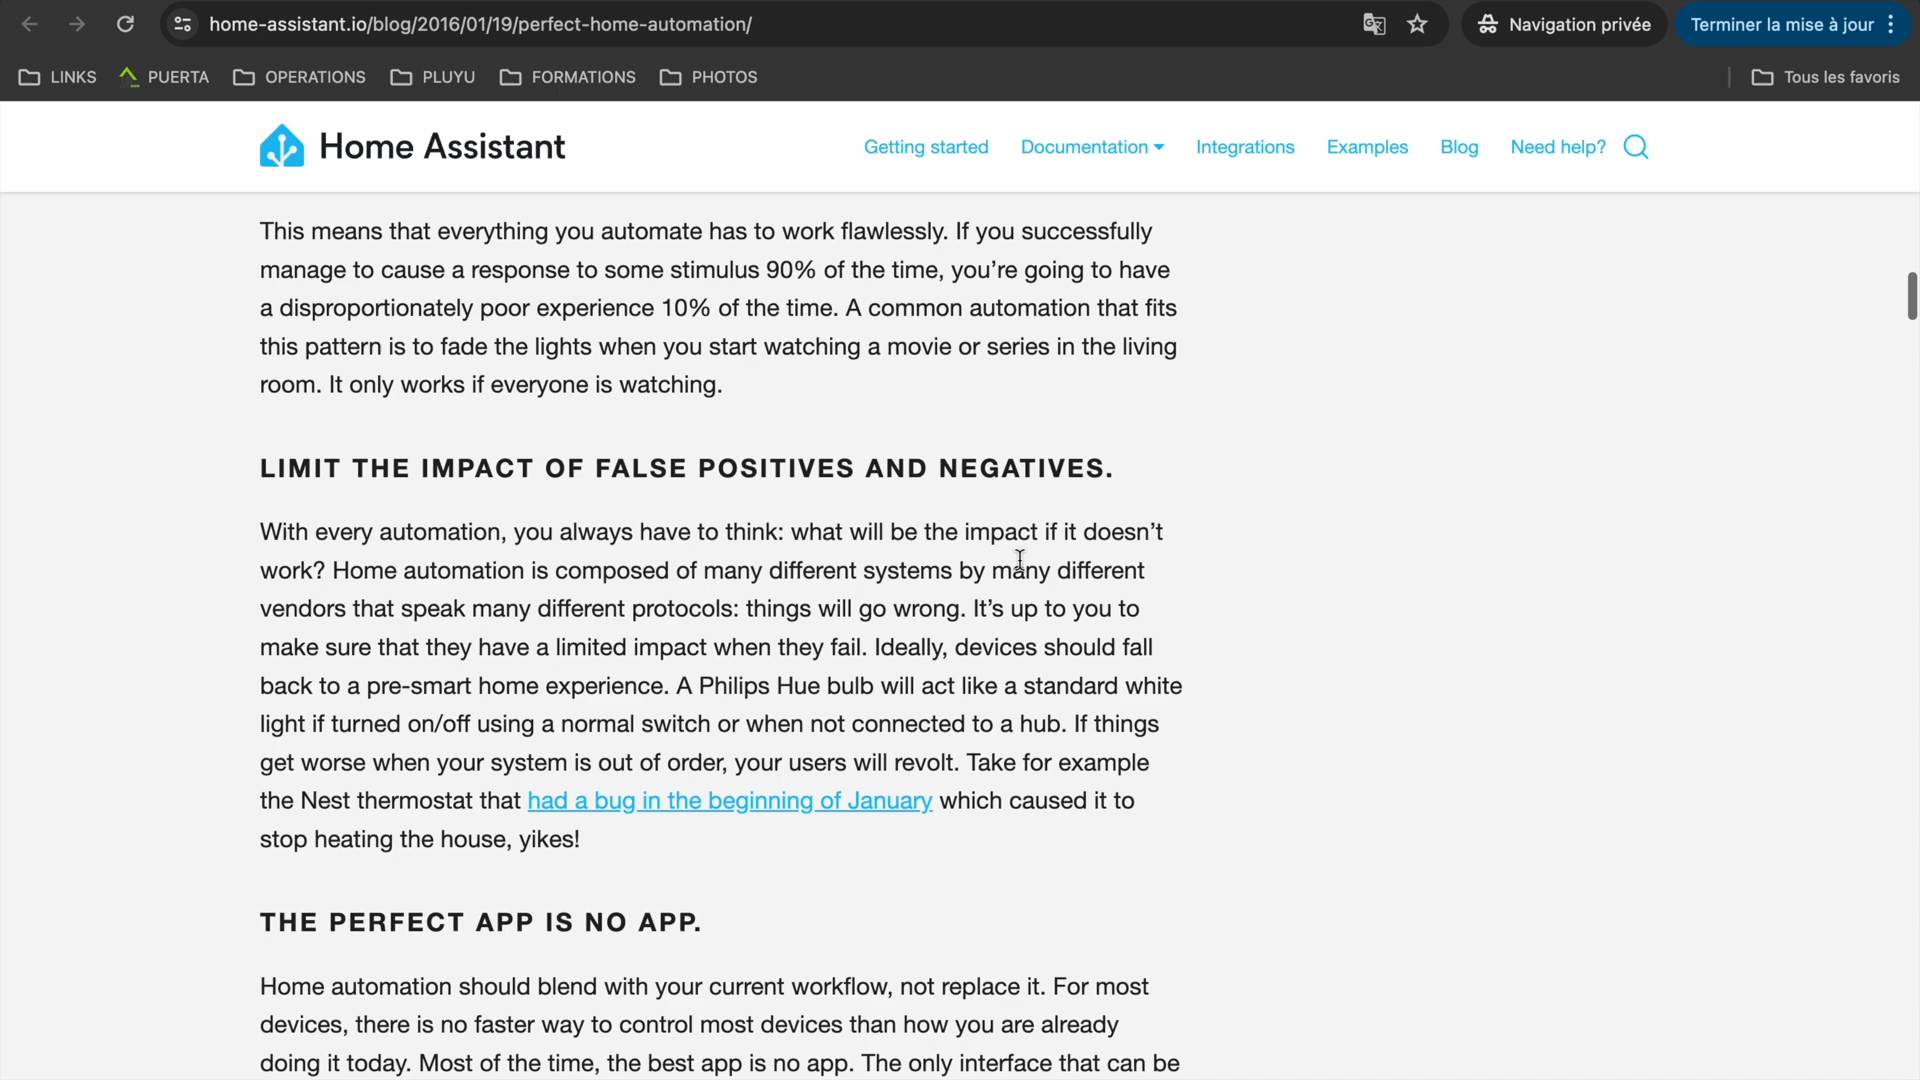 home-assistant.io/blog/2016/01/19/perfect-home-automation/
Navigation privée
Terminer la mise à jour
LINKS
PUERTA
OPERATIONS
PLUYU
FORMATIONS
PHOTOS
Tous les favoris
Home Assistant
Getting started
Documentation
Integrations
Examples
Blog
Need help?
This means that everything you automate has to work flawlessly. If you successfully
manage to cause a response to some stimulus 90% of the time, you’re going to have
a disproportionately poor experience 10% of the time. A common automation that fits
this pattern is to fade the lights when you start watching a movie or series in the living
room. It only works if everyone is watching.
LIMIT THE IMPACT OF FALSE POSITIVES AND NEGATIVES.
With every automation, you always have to think: what will be the impact if it doesn’t
work? Home automation is composed of many different systems by many different
vendors that speak many different protocols: things will go wrong. It’s up to you to
make sure that they have a limited impact when they fail. Ideally, devices should fall
back to a pre-smart home experience. A Philips Hue bulb will act like a standard white
light if turned on/off using a normal switch or when not connected to a hub. If things
get worse when your system is out of order, your users will revolt. Take for example
the Nest thermostat that had a bug in the beginning of January which caused it to
stop heating the house, yikes!
THE PERFECT APP IS NO APP.
Home automation should blend with your current workflow, not replace it. For most
devices, there is no faster way to control most devices than how you are already
doing it today. Most of the time, the best app is no app. The only interface that can be